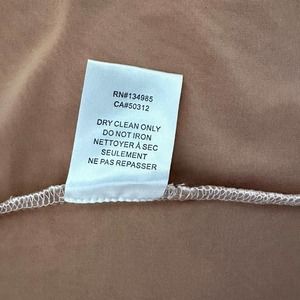 RN#134985
CA#50312
DRY CLEAN ONLY
DO NOT IRON
NETTOYER À SEC
SEULEMENT
NE PAS REPASSER